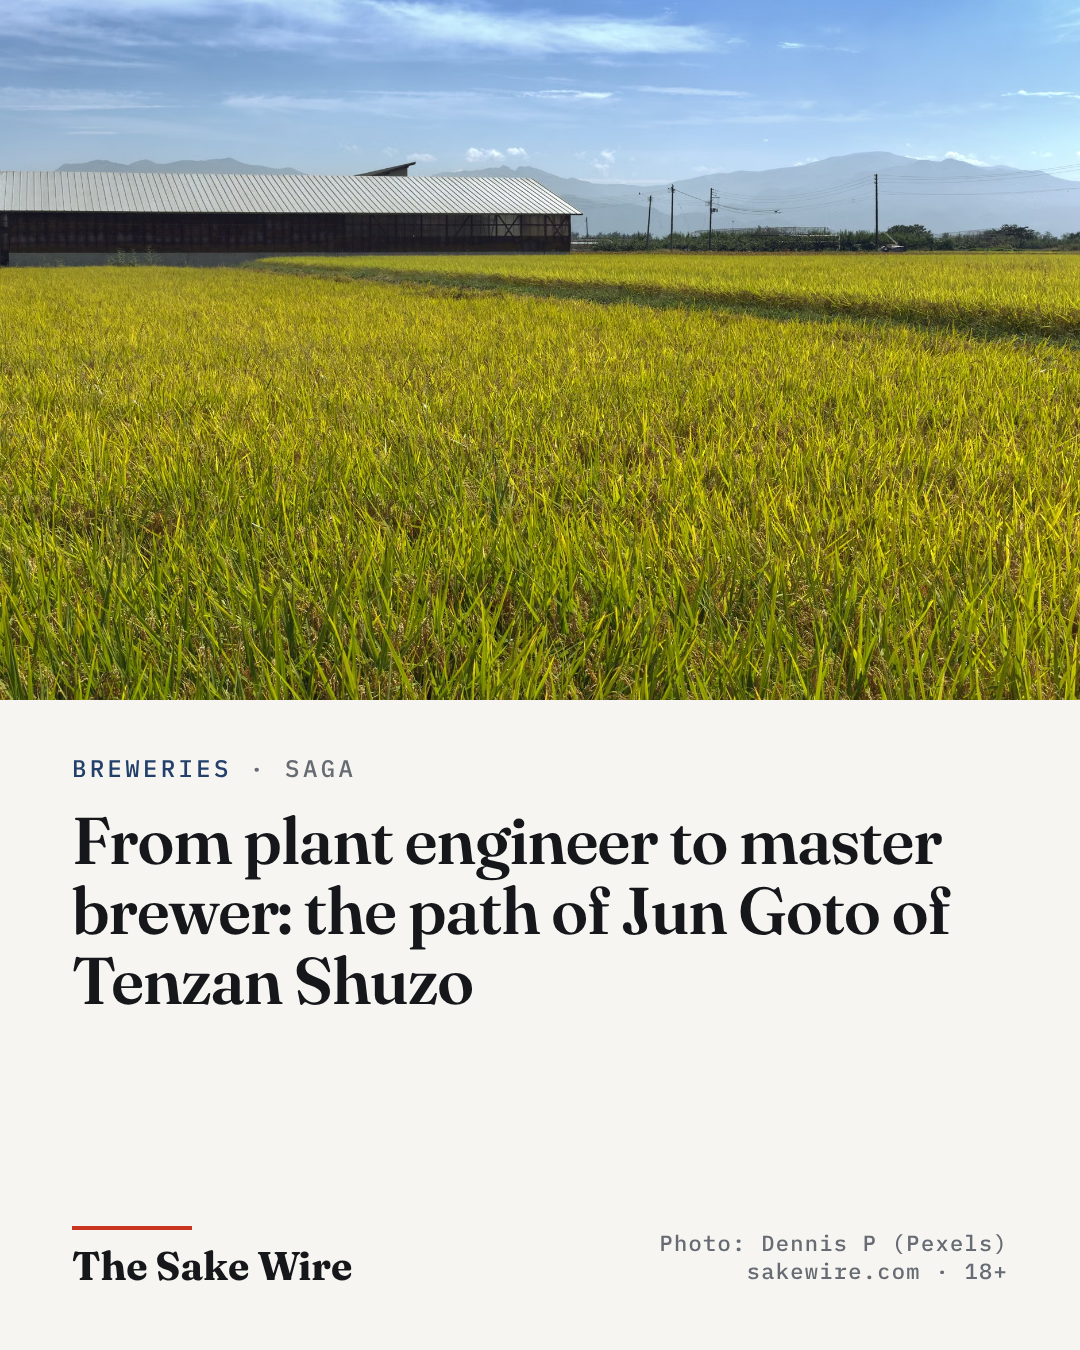 BREWERIES · SAGA
From plant engineer to master
brewer: the path of Jun Goto of
Tenzan Shuzo
The Sake Wire
Photo: Dennis P (Pexels)
sakewire.com · 18+